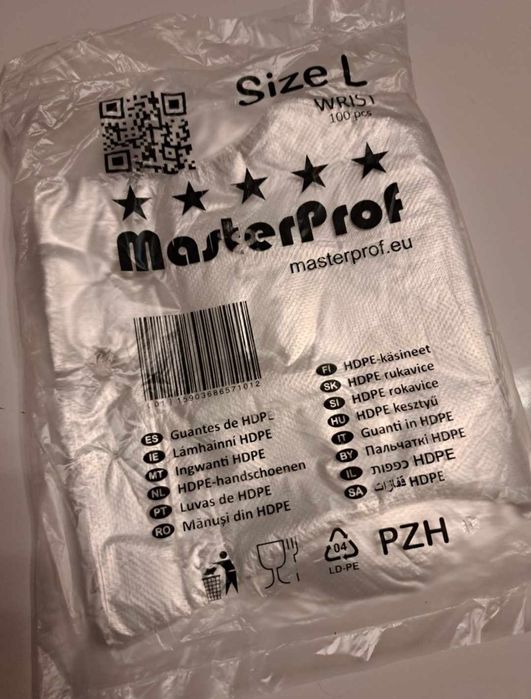 Size L
WRIST
100 pcs
MasterProf
masterprof.eu
ES Guantes de HDPE
IE Lámhainní HDPE
MT Ingwanti HDPE
NL HDPE-handschoenen
PT Luvas de HDPE
RO Mănuși din HDPE
FI HDPE-käsineet
SK HDPE rukavice
SI HDPE rokavice
HU HDPE kesztyű
IT Guanti in HDPE
BY Пальчаткі HDPE
IL כפפות HDPE
SA قفازات HDPE
04
LD-PE
PZH